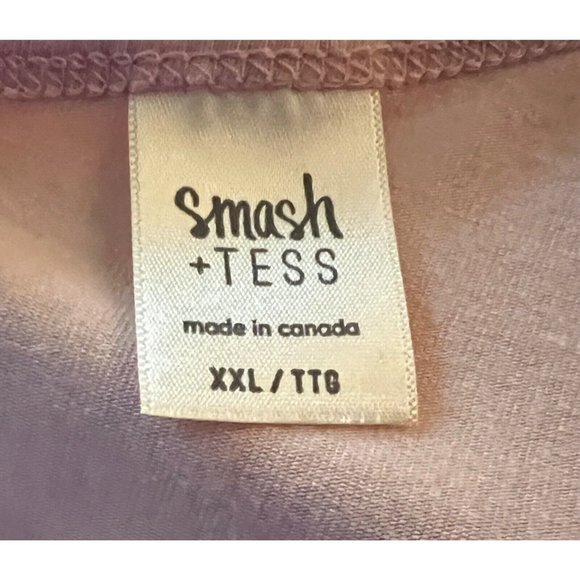 smash
+TESS
made in canada
XXL / TTG